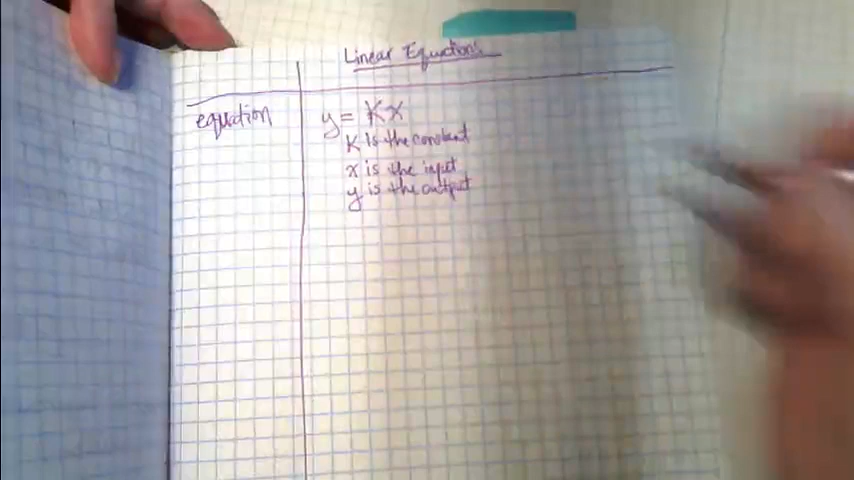 Linear Equations
equation
y = Kx
K is the constant
x is the input
y is the output